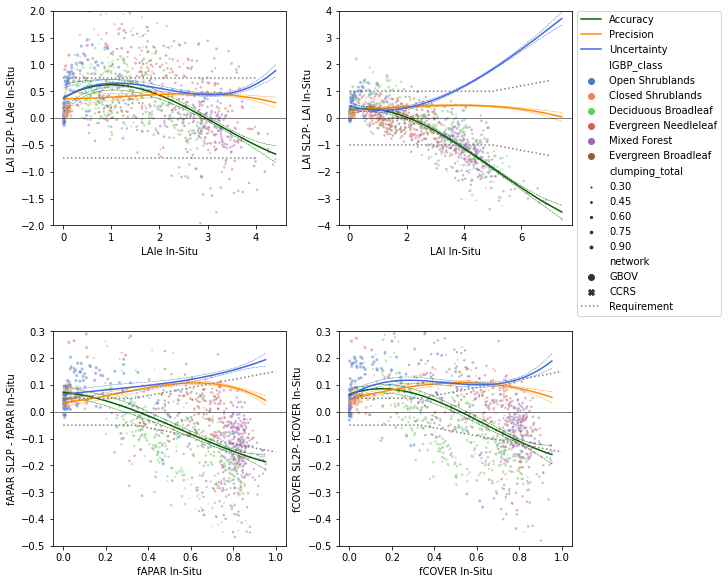 2.0
1.5
1.0
0.5
0.0
−0.5
−1.0
−1.5
−2.0
LAI SL2P- LAIe In-Situ
0 1 2 3 4
LAIe In-Situ
4
3
2
1
0
−1
−2
−3
−4
LAI SL2P- LAI In-Situ
0 2 4 6
LAI In-Situ
Accuracy
Precision
Uncertainty
IGBP_class
Open Shrublands
Closed Shrublands
Deciduous Broadleaf
Evergreen Needleleaf
Mixed Forest
Evergreen Broadleaf
clumping_total
0.30
0.45
0.60
0.75
0.90
network
GBOV
CCRS
Requirement
0.3
0.2
0.1
0.0
−0.1
−0.2
−0.3
−0.4
−0.5
fAPAR SL2P - fAPAR In-Situ
0.0 0.2 0.4 0.6 0.8 1.0
fAPAR In-Situ
0.3
0.2
0.1
0.0
−0.1
−0.2
−0.3
−0.4
−0.5
fCOVER SL2P- fCOVER In-Situ
0.0 0.2 0.4 0.6 0.8 1.0
fCOVER In-Situ